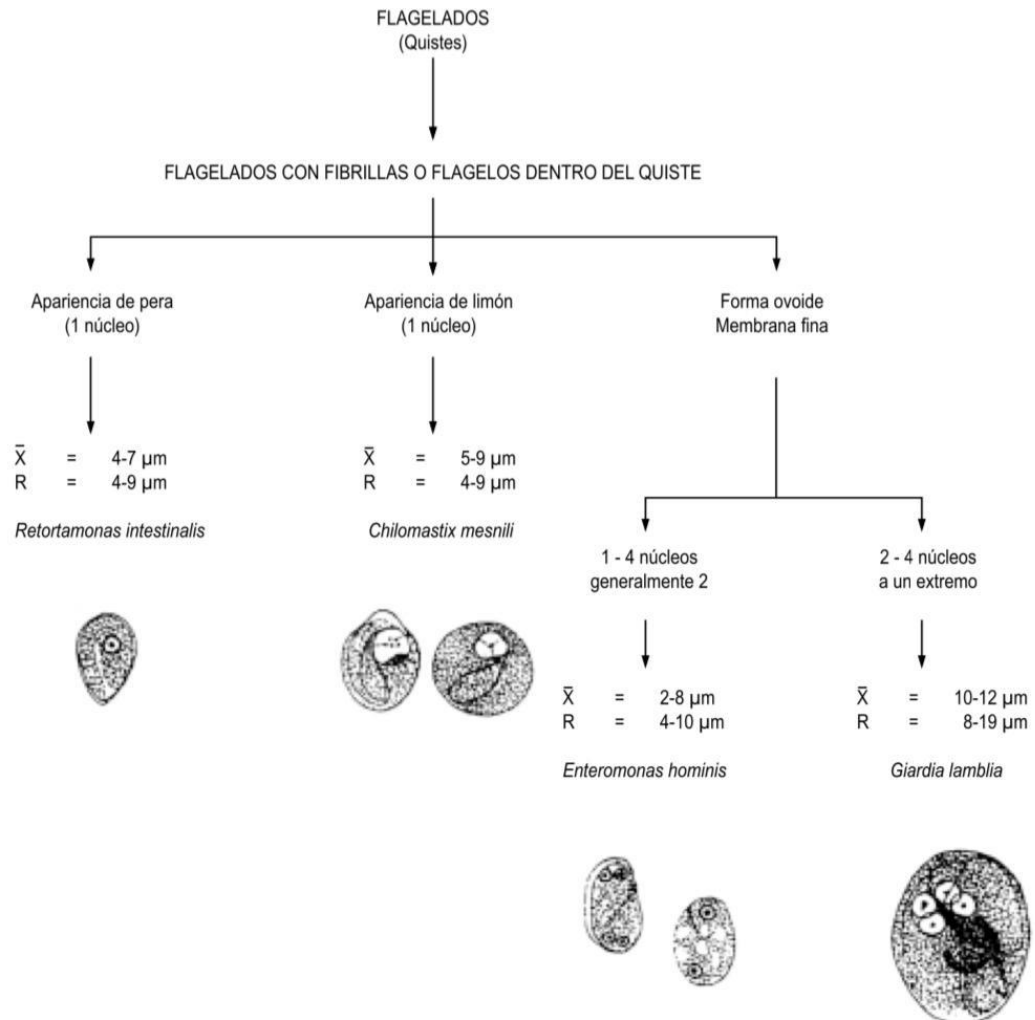 FLAGELADOS
(Quistes)
FLAGELADOS CON FIBRILLAS O FLAGELOS DENTRO DEL QUISTE
Apariencia de pera
(1 núcleo)
X̄ = 4-7 µm
R = 4-9 µm
Retortamonas intestinalis
Apariencia de limón
(1 núcleo)
X̄ = 5-9 µm
R = 4-9 µm
Chilomastix mesnili
Forma ovoide
Membrana fina
1 - 4 núcleos
generalmente 2
X̄ = 2-8 µm
R = 4-10 µm
Enteromonas hominis
2 - 4 núcleos
a un extremo
X̄ = 10-12 µm
R = 8-19 µm
Giardia lamblia